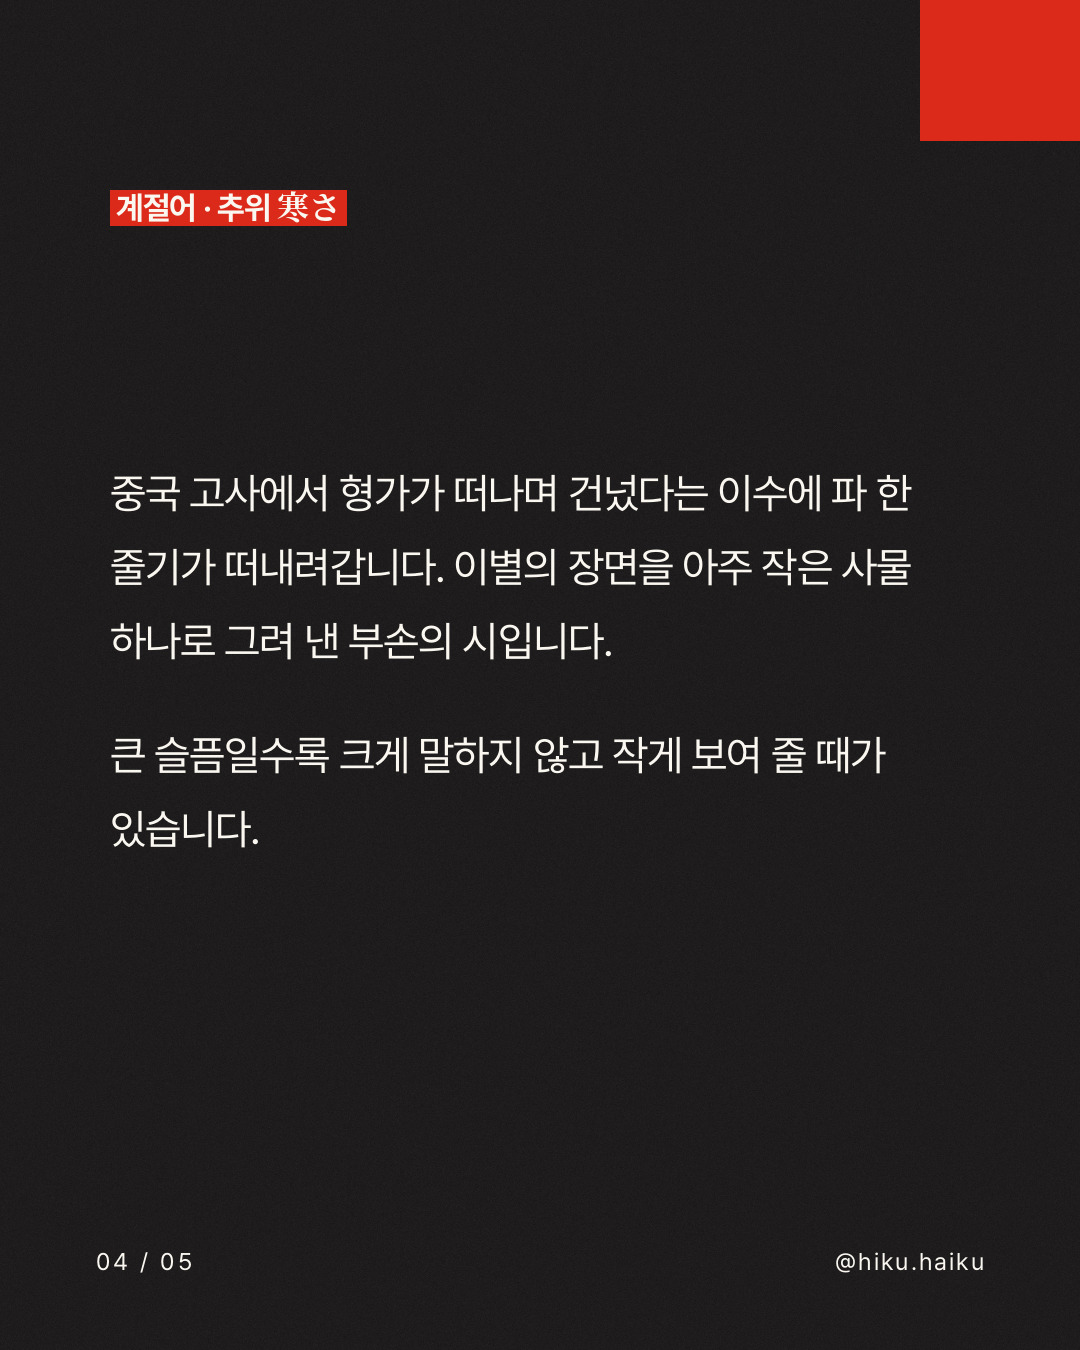 계절어 · 추위 寒さ
중국 고사에서 형가가 떠나며 건넜다는 이수에 파 한
줄기가 떠내려갑니다. 이별의 장면을 아주 작은 사물
하나로 그려 낸 부손의 시입니다.
큰 슬픔일수록 크게 말하지 않고 작게 보여 줄 때가
있습니다.
04 / 05
@hiku.haiku